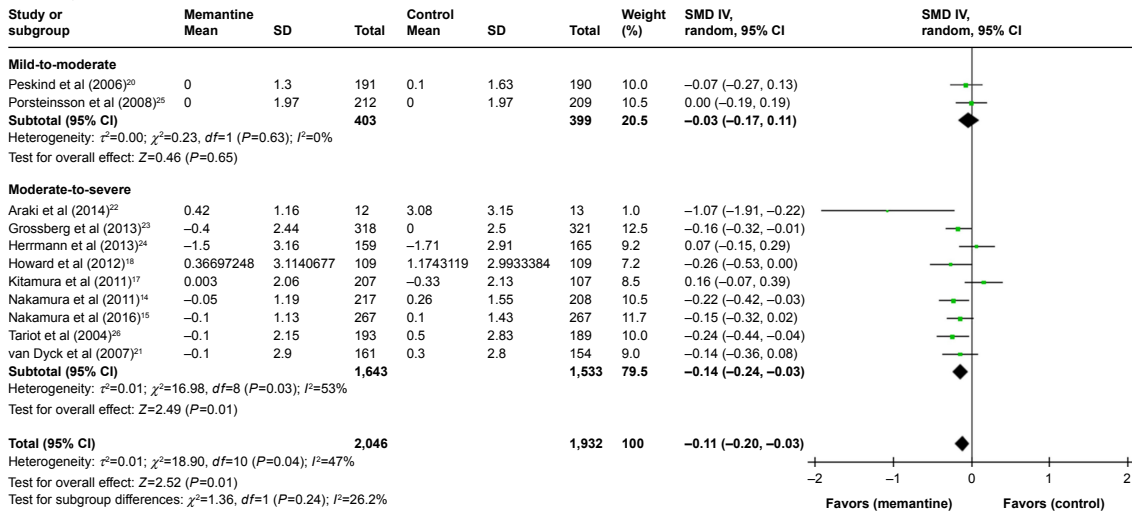 Study or subgroup Memantine Mean SD Total Control Mean SD Total Weight (%) SMD IV, random, 95% CI SMD IV, random, 95% CI
Mild-to-moderate
Peskind et al (2006)²⁰ 0 1.3 191 0.1 1.63 190 10.0 −0.07 (−0.27, 0.13)
Porsteinsson et al (2008)²⁵ 0 1.97 212 0 1.97 209 10.5 0.00 (−0.19, 0.19)
Subtotal (95% CI) 403 399 20.5 −0.03 (−0.17, 0.11)
Heterogeneity: τ²=0.00; χ²=0.23, df=1 (P=0.63); I²=0%
Test for overall effect: Z=0.46 (P=0.65)
Moderate-to-severe
Araki et al (2014)²² 0.42 1.16 12 3.08 3.15 13 1.0 −1.07 (−1.91, −0.22)
Grossberg et al (2013)²³ −0.4 2.44 318 0 2.5 321 12.5 −0.16 (−0.32, −0.01)
Herrmann et al (2013)²⁴ −1.5 3.16 159 −1.71 2.91 165 9.2 0.07 (−0.15, 0.29)
Howard et al (2012)¹⁸ 0.36697248 3.1140677 109 1.1743119 2.9933384 109 7.2 −0.26 (−0.53, 0.00)
Kitamura et al (2011)¹⁷ 0.003 2.06 207 −0.33 2.13 107 8.5 0.16 (−0.07, 0.39)
Nakamura et al (2011)¹⁴ −0.05 1.19 217 0.26 1.55 208 10.5 −0.22 (−0.42, −0.03)
Nakamura et al (2016)¹⁵ −0.1 1.13 267 0.1 1.43 267 11.7 −0.15 (−0.32, 0.02)
Tariot et al (2004)²⁶ −0.1 2.15 193 0.5 2.83 189 10.0 −0.24 (−0.44, −0.04)
van Dyck et al (2007)²¹ −0.1 2.9 161 0.3 2.8 154 9.0 −0.14 (−0.36, 0.08)
Subtotal (95% CI) 1,643 1,533 79.5 −0.14 (−0.24, −0.03)
Heterogeneity: τ²=0.01; χ²=16.98, df=8 (P=0.03); I²=53%
Test for overall effect: Z=2.49 (P=0.01)
Total (95% CI) 2,046 1,932 100 −0.11 (−0.20, −0.03)
Heterogeneity: τ²=0.01; χ²=18.90, df=10 (P=0.04); I²=47%
Test for overall effect: Z=2.52 (P=0.01)
Test for subgroup differences: χ²=1.36, df=1 (P=0.24); I²=26.2%
−2 −1 0 1 2
Favors (memantine) Favors (control)